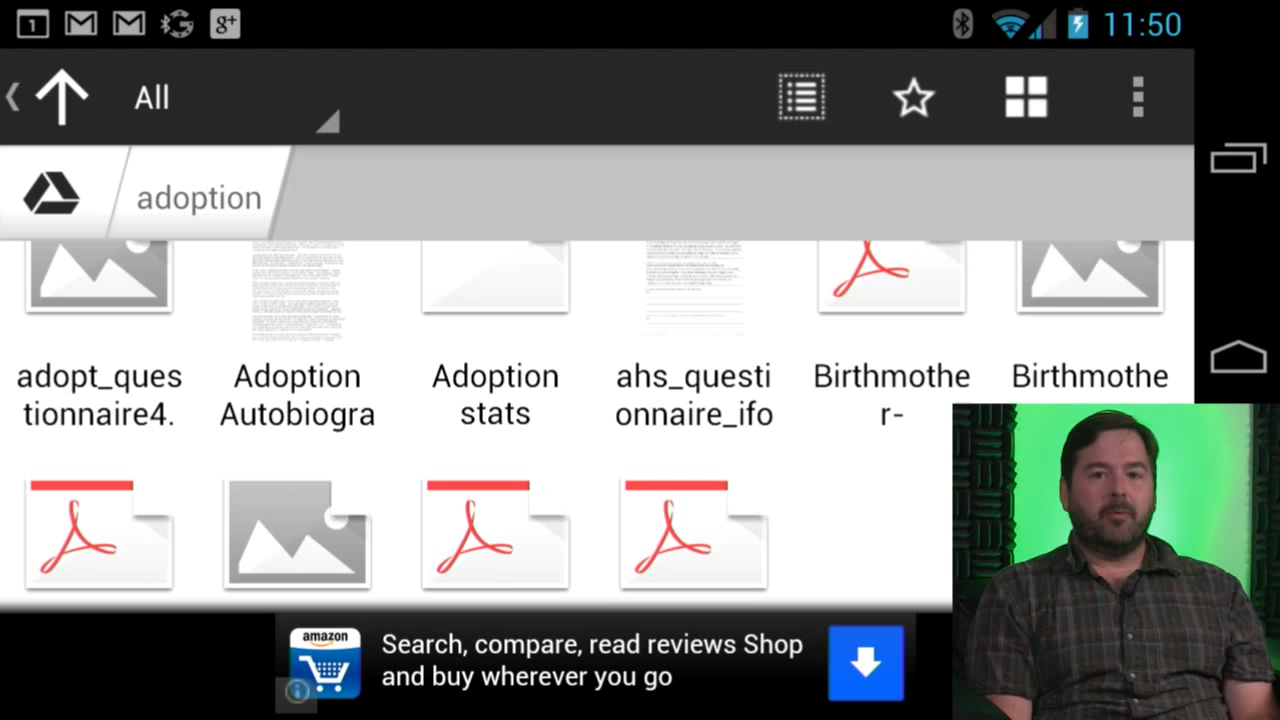 1
g+
11:50
All
adoption
adopt_ques
tionnaire4.
Adoption
Autobiogra
Adoption
stats
ahs_questi
onnaire_ifo
Birthmothe
r-
Birthmothe
amazon
Search, compare, read reviews Shop
and buy wherever you go